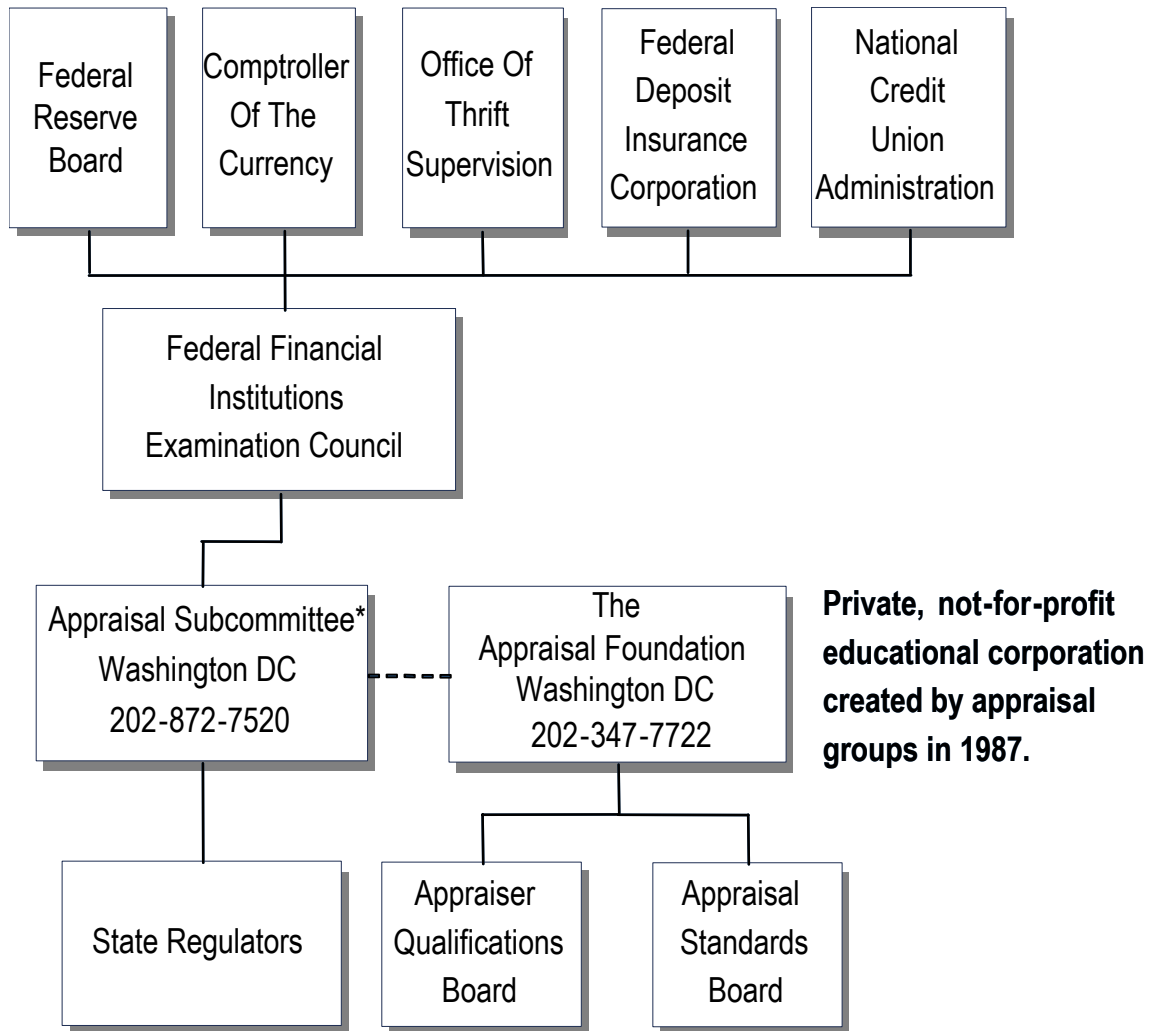 Federal
Reserve
Board
Comptroller
Of The
Currency
Office Of
Thrift
Supervision
Federal
Deposit
Insurance
Corporation
National
Credit
Union
Administration
Federal Financial
Institutions
Examination Council
Appraisal Subcommittee*
Washington DC
202-872-7520
The
Appraisal Foundation
Washington DC
202-347-7722
Private, not-for-profit
educational corporation
created by appraisal
groups in 1987.
State Regulators
Appraiser
Qualifications
Board
Appraisal
Standards
Board